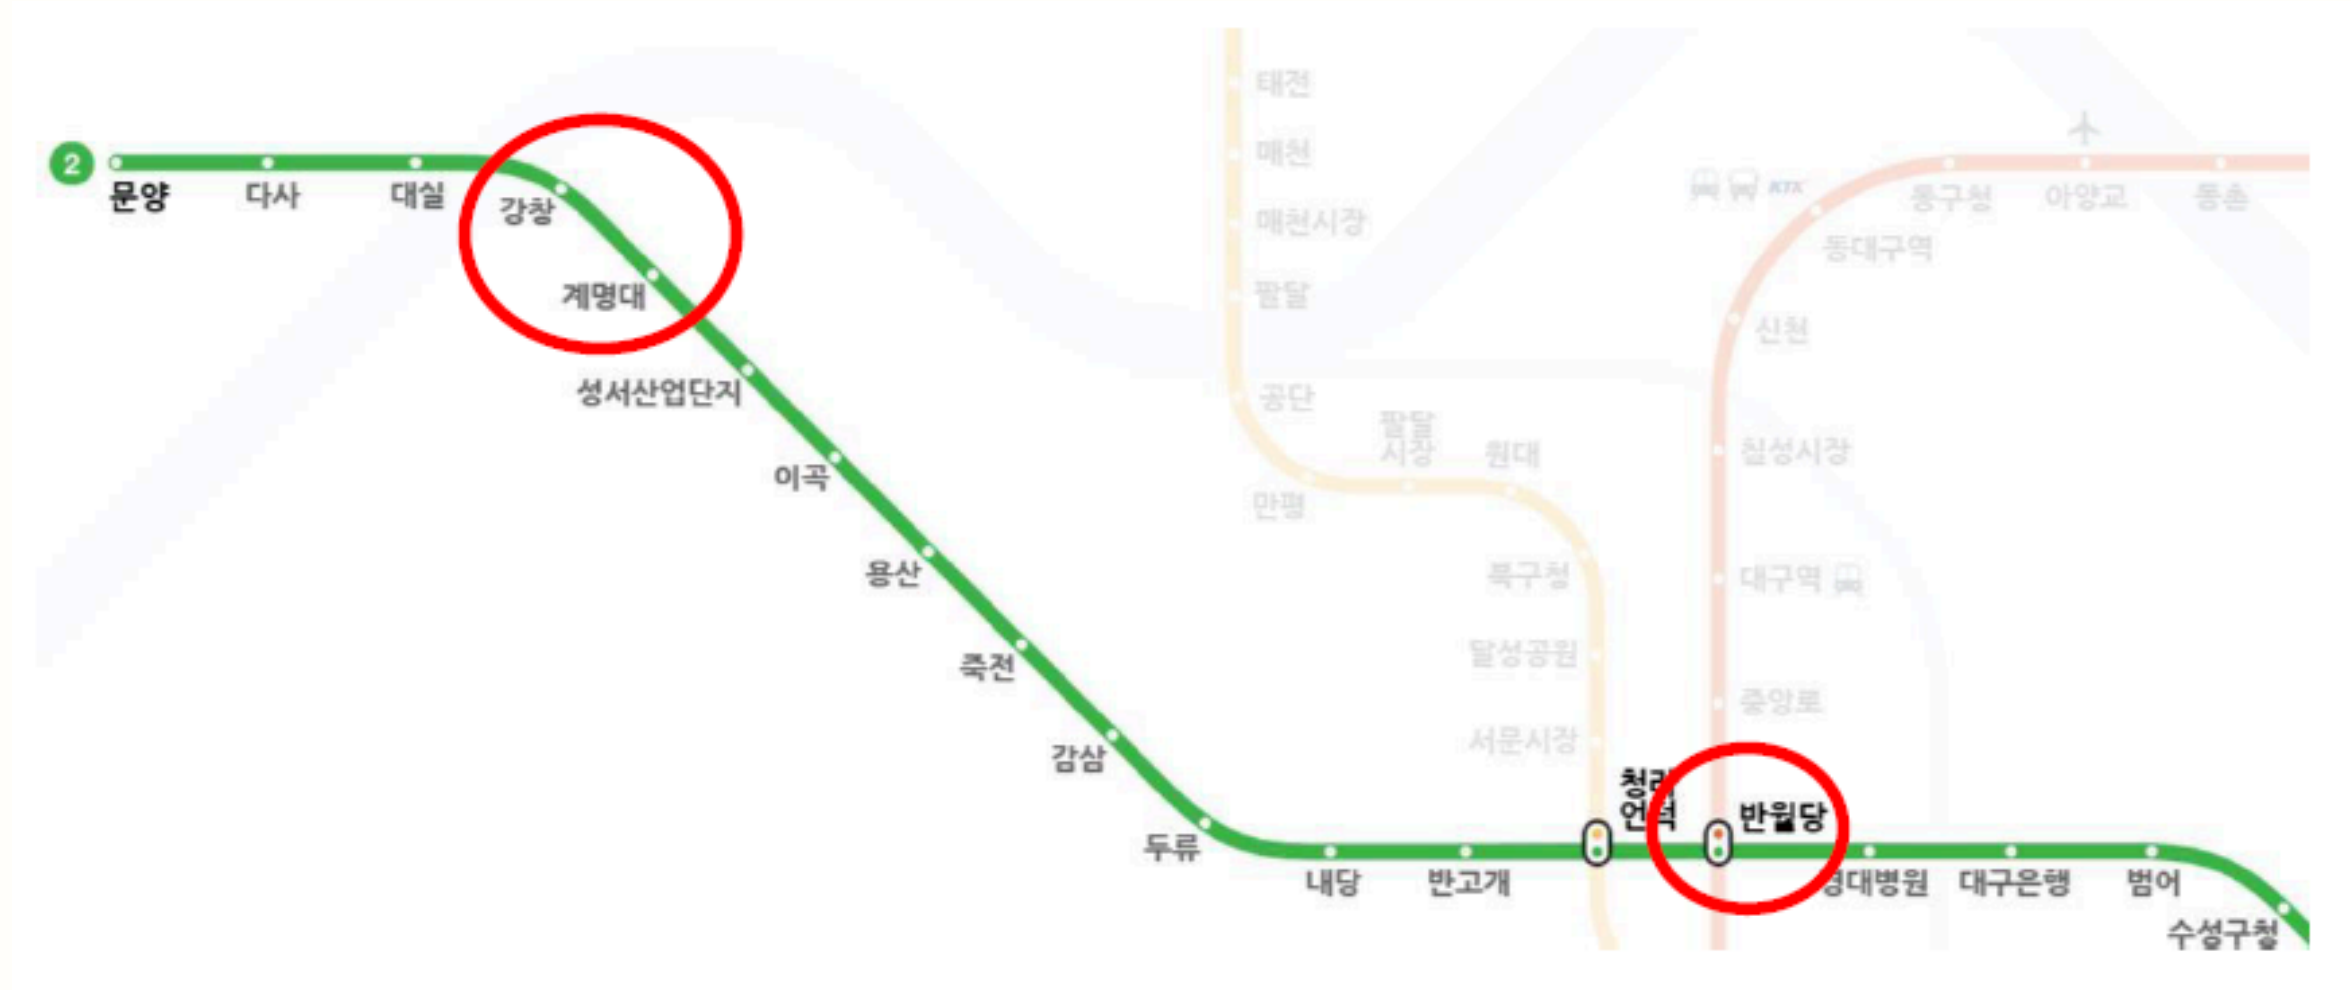 태전
매천
매천시장
팔달
공단
팔달
시장
원대
만평
북구청
달성공원
서문시장
KTX
동구청
아양교
동촌
동대구역
신천
칠성시장
대구역
중앙로
2
문양
다사
대실
강창
계명대
성서산업단지
이곡
용산
죽전
감삼
두류
내당
반고개
청라
언덕
반월당
경대병원
대구은행
범어
수성구청